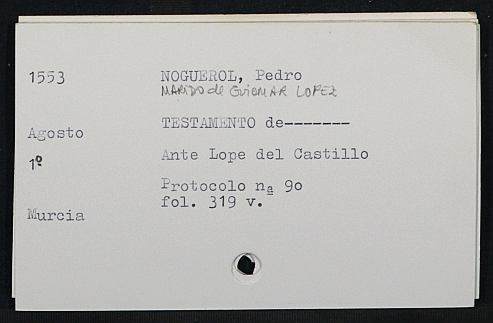 1553
NOGUEROL, Pedro
MARIDO de GUIOMAR LOPEZ
Agosto
TESTAMENTO de-------
1º
Ante Lope del Castillo
Protocolo nª 90
fol. 319 v.
Murcia